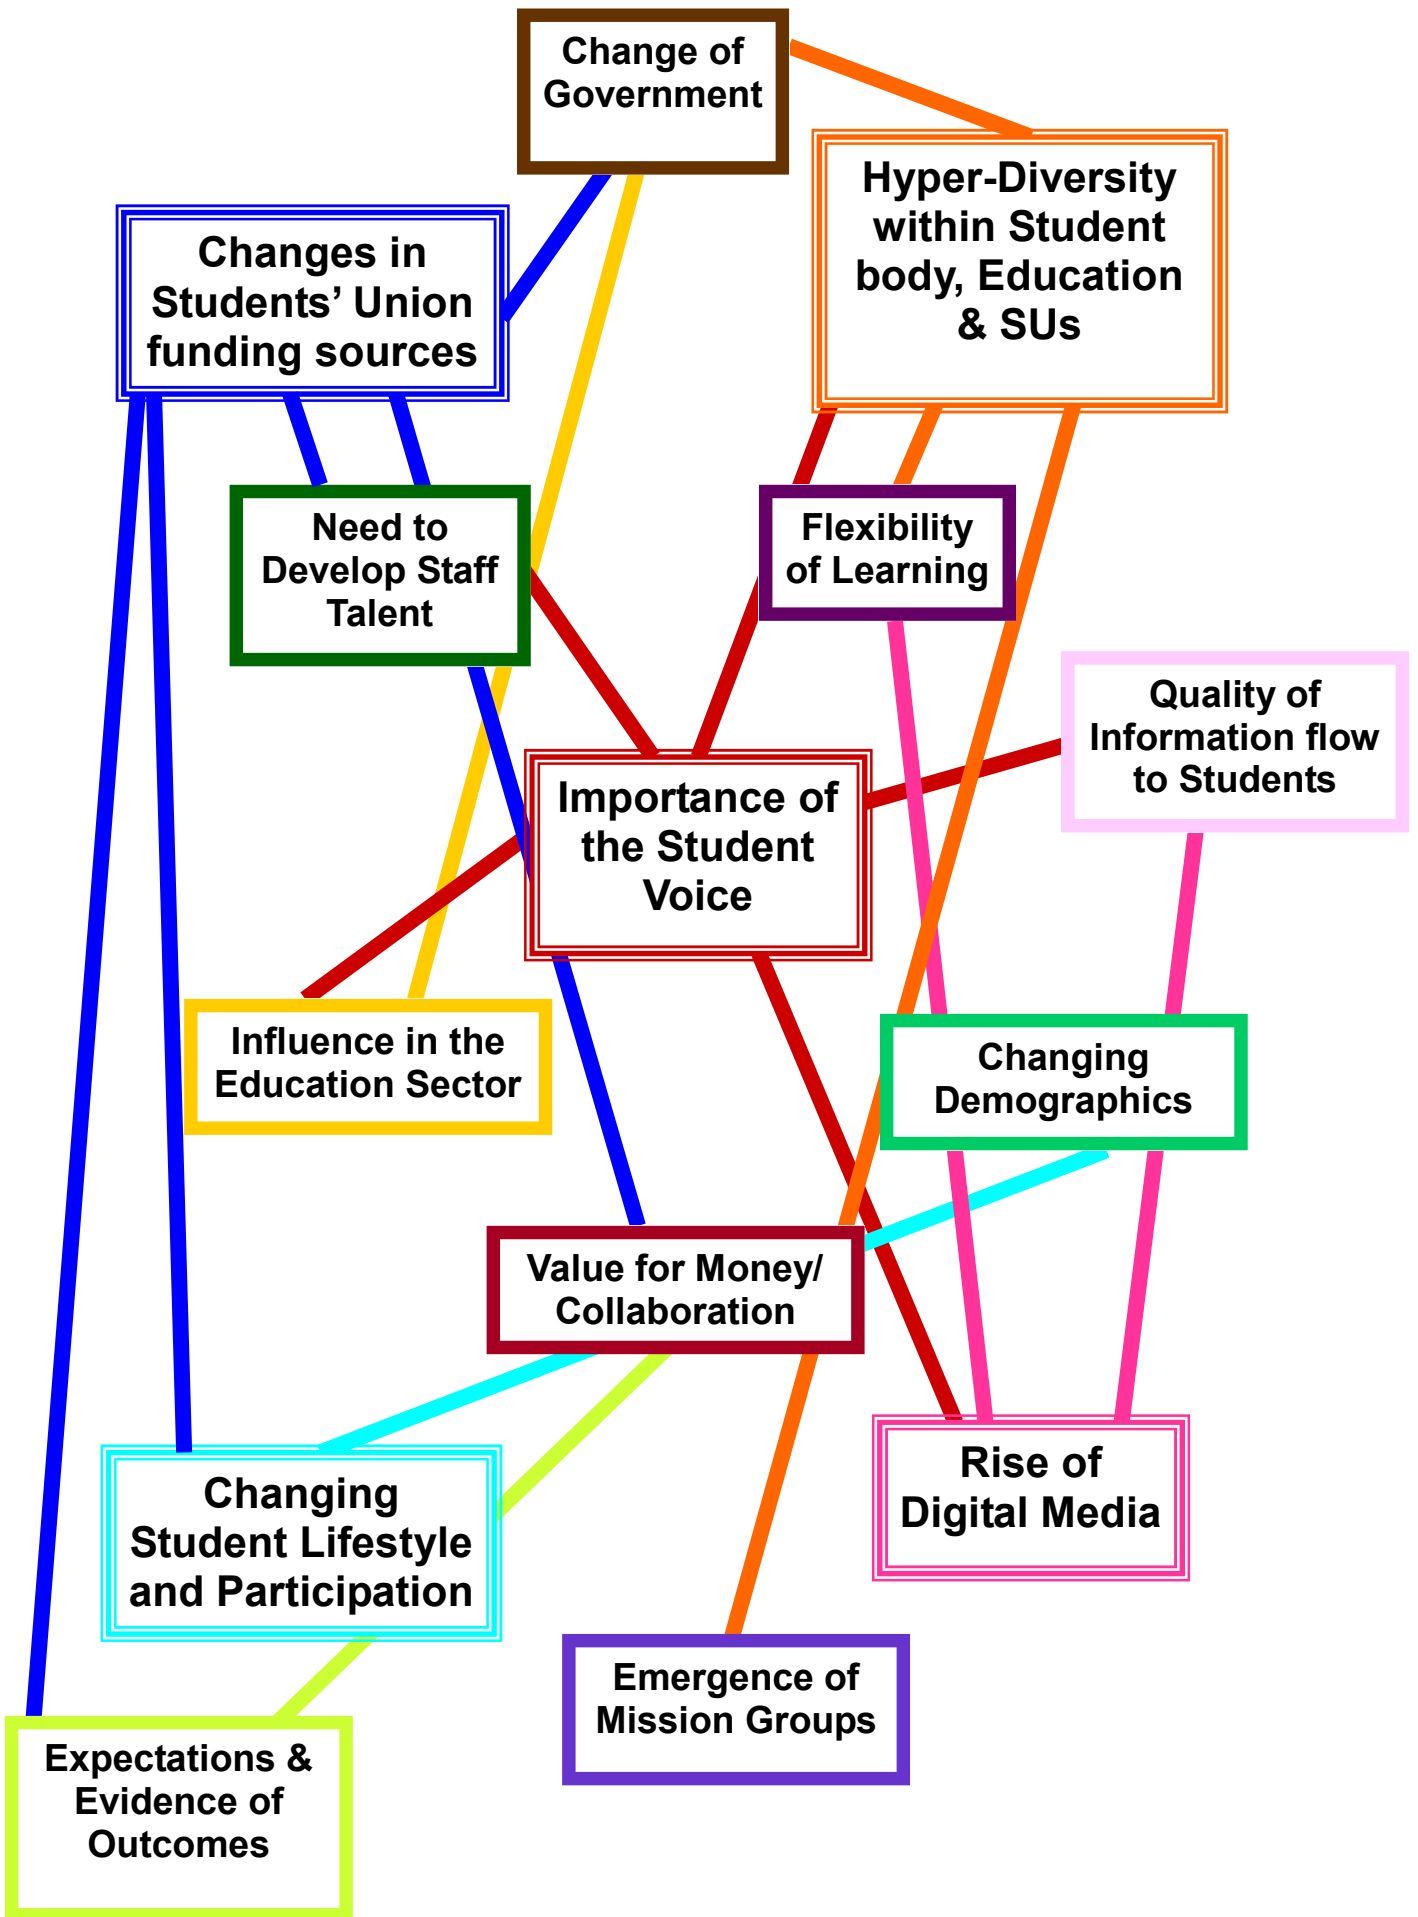 Change of
Government
Hyper-Diversity
within Student
body, Education
& SUs
Changes in
Students’ Union
funding sources
Need to
Develop Staff
Talent
Flexibility
of Learning
Quality of
Information flow
to Students
Importance of
the Student
Voice
Influence in the
Education Sector
Changing
Demographics
Value for Money/
Collaboration
Changing
Student Lifestyle
and Participation
Rise of
Digital Media
Emergence of
Mission Groups
Expectations &
Evidence of
Outcomes